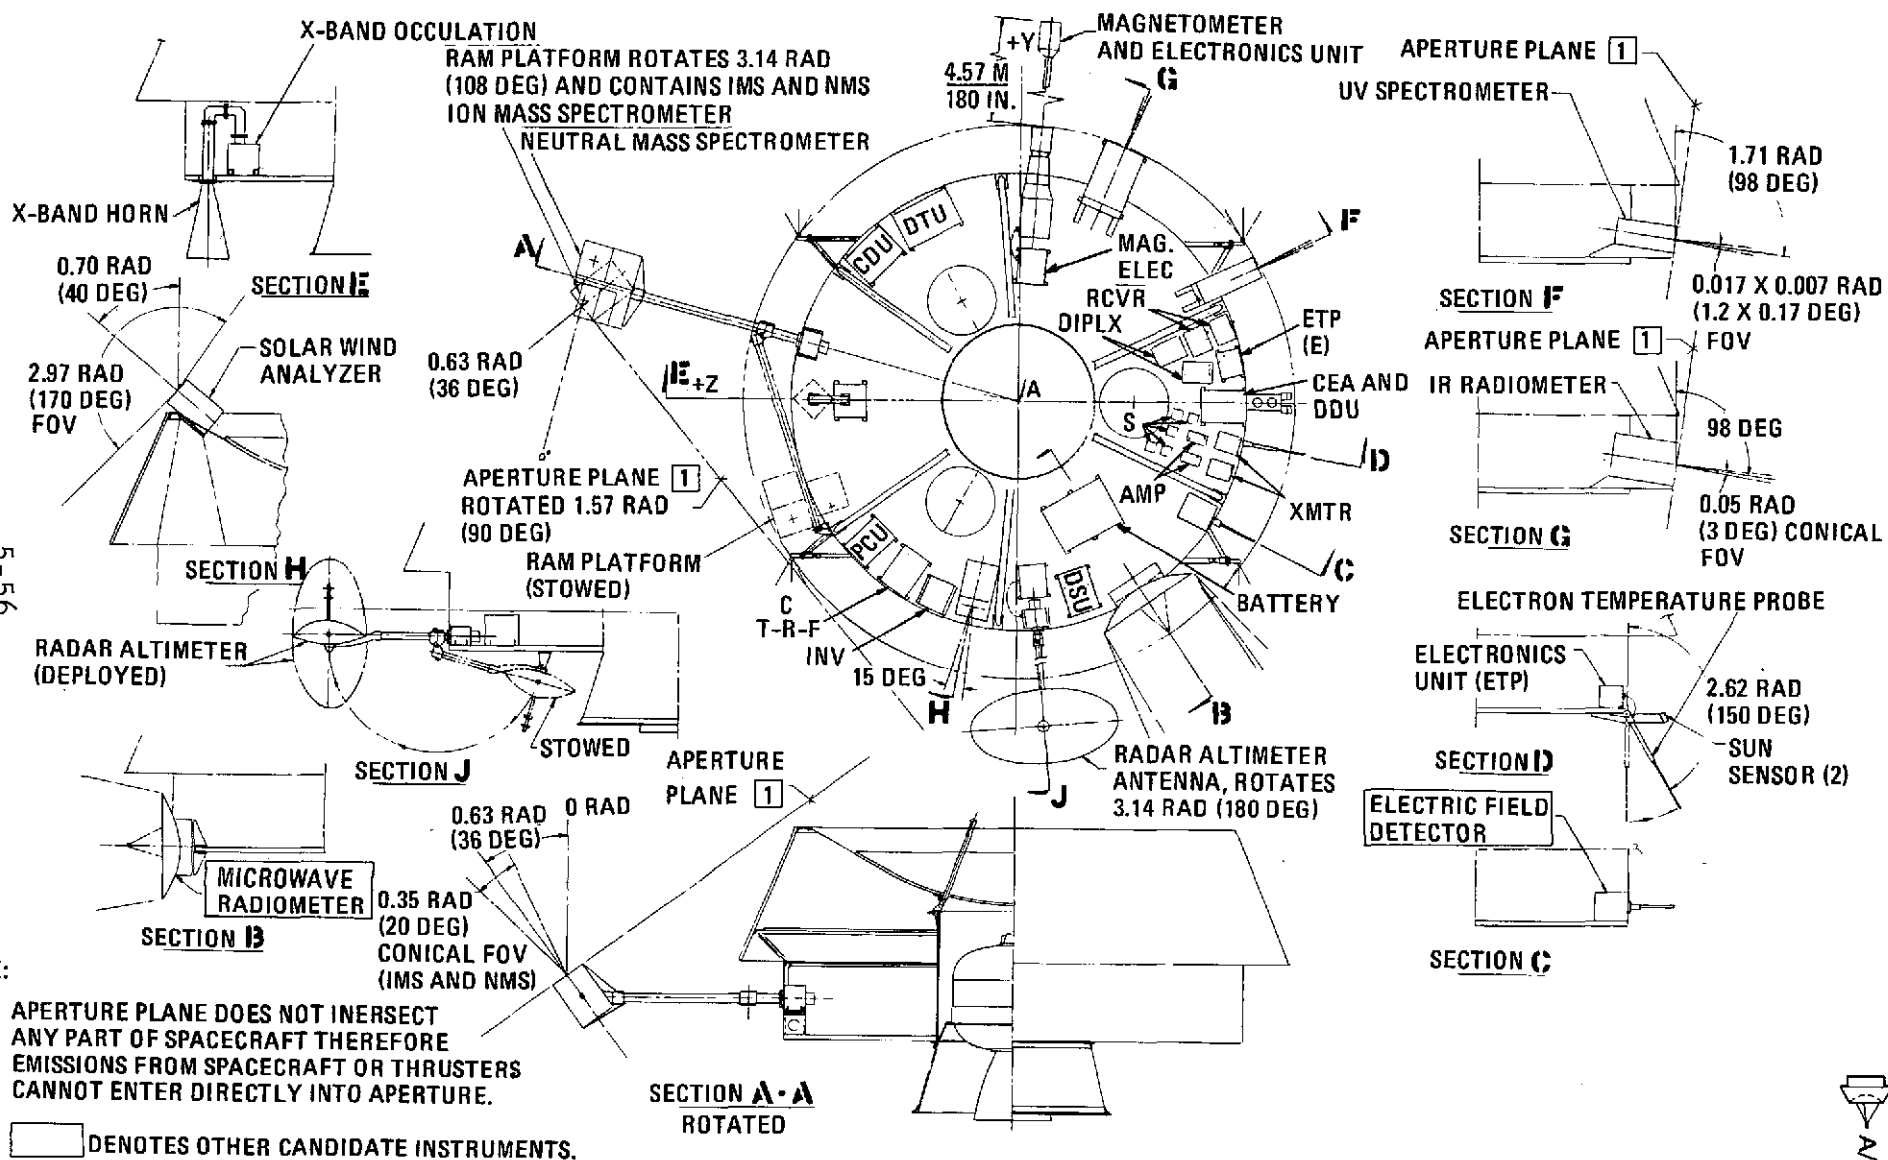 X-BAND OCCULATION
RAM PLATFORM ROTATES 3.14 RAD
(108 DEG) AND CONTAINS IMS AND NMS
ION MASS SPECTROMETER
NEUTRAL MASS SPECTROMETER
X-BAND HORN
SECTION E
0.70 RAD
(40 DEG)
2.97 RAD
(170 DEG)
FOV
SOLAR WIND
ANALYZER
SECTION H
+Y
4.57 M
180 IN.
MAGNETOMETER
AND ELECTRONICS UNIT
G
F
A
CDU
DTU
MAG.
ELEC
RCVR
DIPLX
ETP
(E)
CEA AND
DDU
0.63 RAD
(36 DEG)
E
+Z
A
S
D
AMP
XMTR
C
BATTERY
APERTURE PLANE 1
ROTATED 1.57 RAD
(90 DEG)
RAM PLATFORM
(STOWED)
PCU
C
T-R-F
INV
15 DEG
H
DSU
B
J
RADAR ALTIMETER
ANTENNA, ROTATES
3.14 RAD (180 DEG)
APERTURE PLANE 1
UV SPECTROMETER
1.71 RAD
(98 DEG)
0.017 X 0.007 RAD
(1.2 X 0.17 DEG)
FOV
SECTION F
APERTURE PLANE 1
IR RADIOMETER
98 DEG
0.05 RAD
(3 DEG) CONICAL
FOV
SECTION G
ELECTRON TEMPERATURE PROBE
ELECTRONICS
UNIT (ETP)
2.62 RAD
(150 DEG)
SUN
SENSOR (2)
SECTION D
ELECTRIC FIELD
DETECTOR
SECTION C
5-56
RADAR ALTIMETER
(DEPLOYED)
STOWED
SECTION J
MICROWAVE
RADIOMETER
SECTION B
APERTURE
PLANE 1
0.63 RAD
(36 DEG)
0 RAD
0.35 RAD
(20 DEG)
CONICAL FOV
(IMS AND NMS)
C
SECTION A-A
ROTATED
APERTURE PLANE DOES NOT INERSECT
ANY PART OF SPACECRAFT THEREFORE
EMISSIONS FROM SPACECRAFT OR THRUSTERS
CANNOT ENTER DIRECTLY INTO APERTURE.
DENOTES OTHER CANDIDATE INSTRUMENTS.